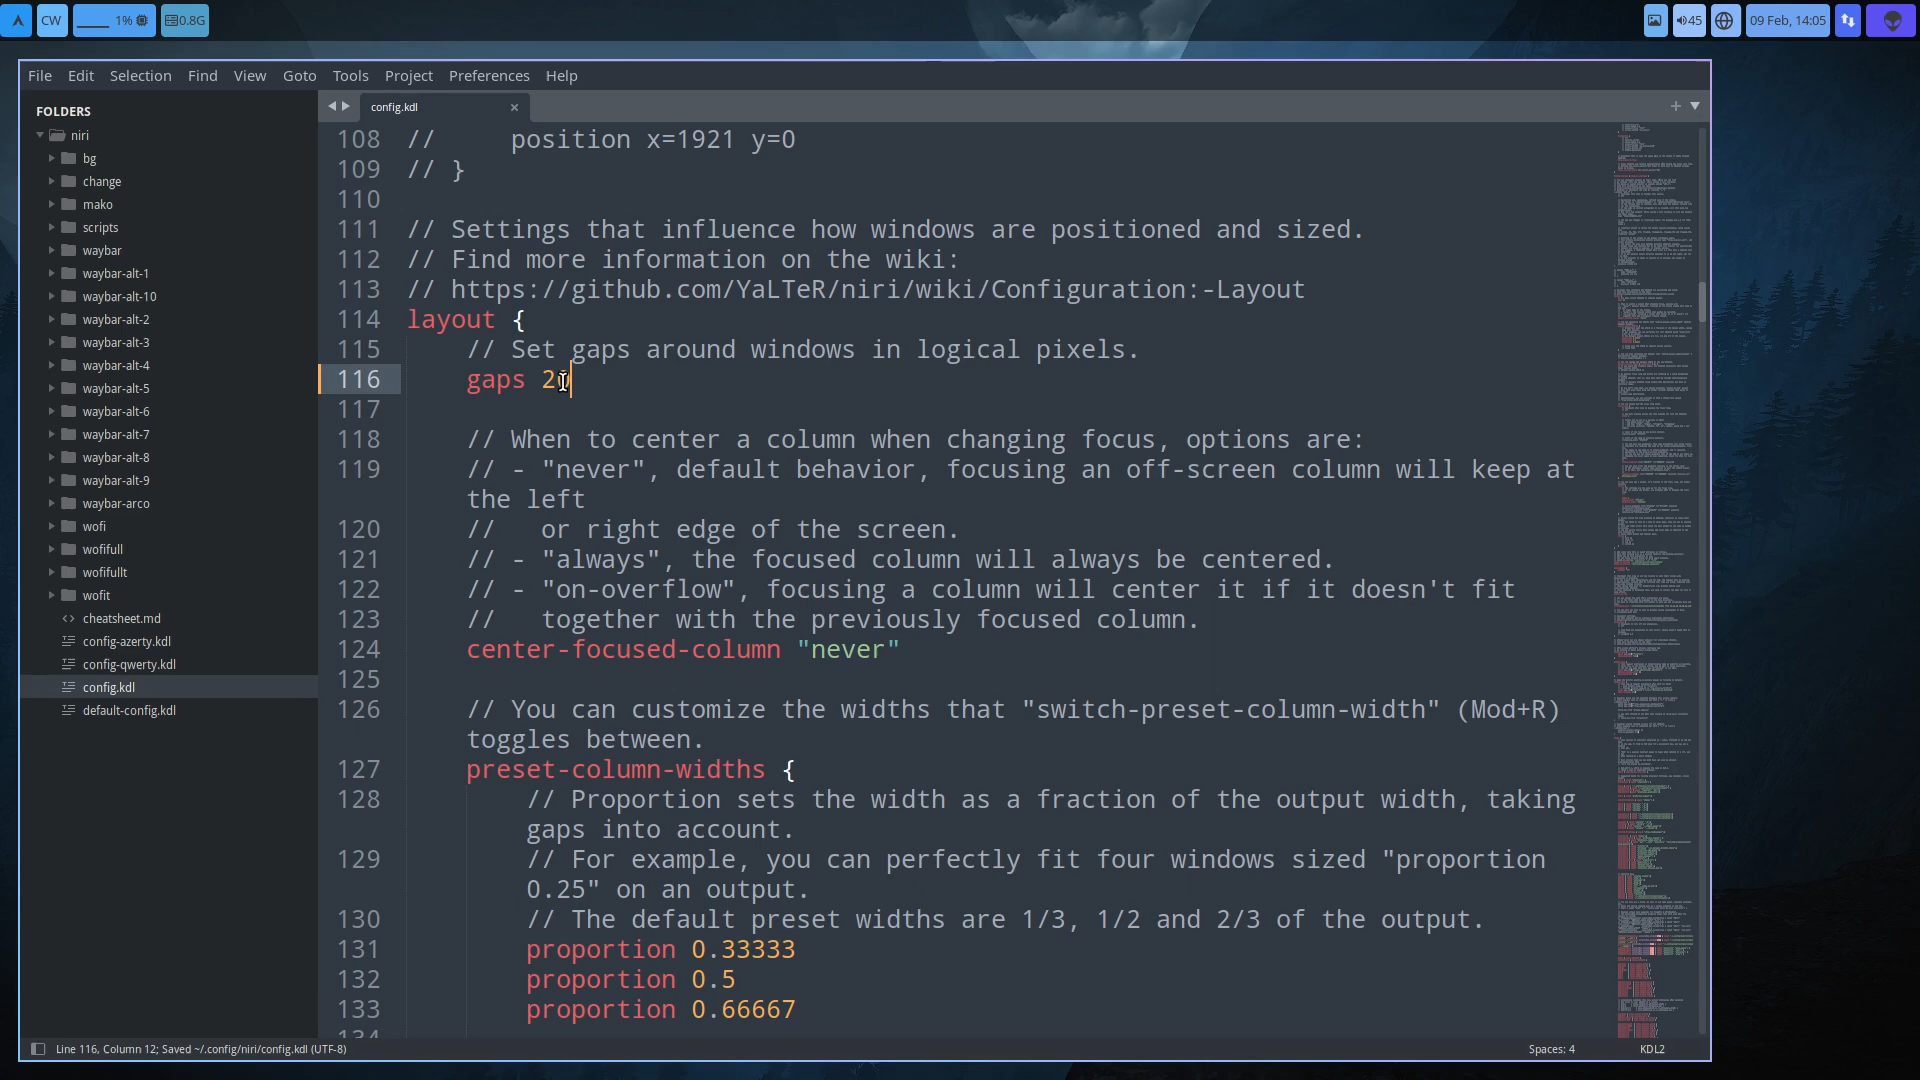 CW
1%
0.8G
45
09 Feb, 14:05
File Edit Selection Find View Goto Tools Project Preferences Help
FOLDERS
niri
bg
change
mako
scripts
waybar
waybar-alt-1
waybar-alt-10
waybar-alt-2
waybar-alt-3
waybar-alt-4
waybar-alt-5
waybar-alt-6
waybar-alt-7
waybar-alt-8
waybar-alt-9
waybar-arco
wofi
wofifull
wofifullt
wofit
cheatsheet.md
config-azerty.kdl
config-qwerty.kdl
config.kdl
default-config.kdl
config.kdl
108 //     position x=1921 y=0
109 // }
110
111 // Settings that influence how windows are positioned and sized.
112 // Find more information on the wiki:
113 // https://github.com/YaLTeR/niri/wiki/Configuration:-Layout
114 layout {
115     // Set gaps around windows in logical pixels.
116     gaps 20
117
118     // When to center a column when changing focus, options are:
119     // - "never", default behavior, focusing an off-screen column will keep at
the left
120     //   or right edge of the screen.
121     // - "always", the focused column will always be centered.
122     // - "on-overflow", focusing a column will center it if it doesn't fit
123     //   together with the previously focused column.
124     center-focused-column "never"
125
126     // You can customize the widths that "switch-preset-column-width" (Mod+R)
toggles between.
127     preset-column-widths {
128         // Proportion sets the width as a fraction of the output width, taking
gaps into account.
129         // For example, you can perfectly fit four windows sized "proportion
0.25" on an output.
130         // The default preset widths are 1/3, 1/2 and 2/3 of the output.
131         proportion 0.33333
132         proportion 0.5
133         proportion 0.66667
134
Line 116, Column 12; Saved ~/.config/niri/config.kdl (UTF-8)
Spaces: 4
KDL2